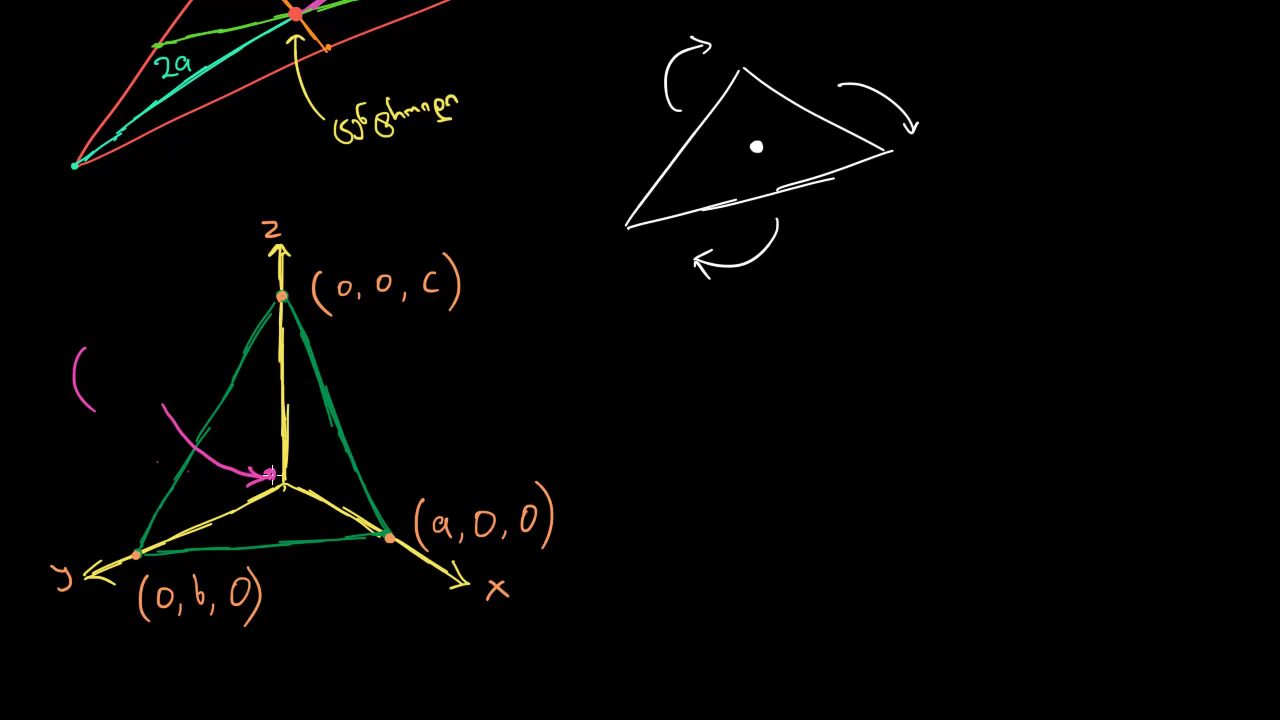 2a
z
(0, 0, c)
(
(a, 0, 0)
y
(0, b, 0)
x